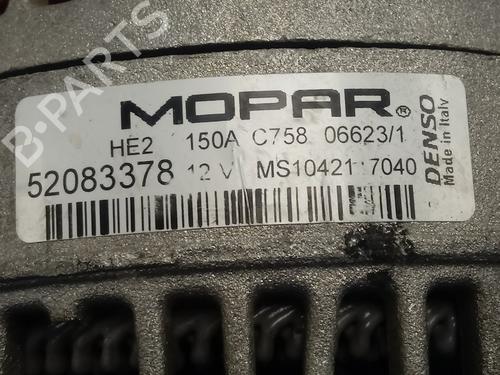 B-PARTS
MOPAR®
HE2 150A C758 06623/1
52083378 12 V MS10421 7040
DENSO
Made in Italy